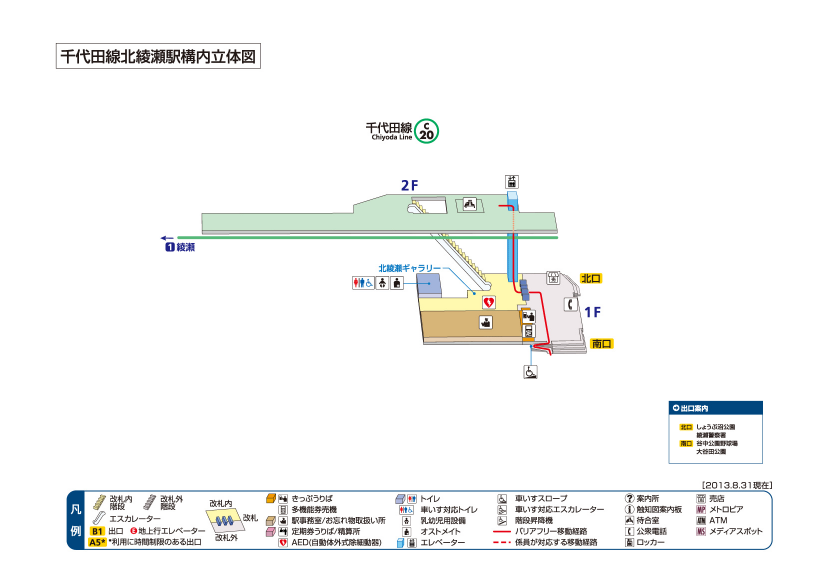 千代田線北綾瀬駅構内立体図
千代田線
Chiyoda Line
C
20
2F
1 綾瀬
北綾瀬ギャラリー
北口
1F
南口
出口案内
北口 しょうぶ沼公園
綾瀬警察署
南口 谷中公園野球場
大谷田公園
[2013.8.31現在]
凡例
改札内
階段
改札外
階段
エスカレーター
B1 出口 E 地上行エレベーター
A5* *利用に時間制限のある出口
改札内
改札
改札外
きっぷうりば
多機能券売機
駅事務室/お忘れ物取扱い所
定期券うりば/精算所
AED(自動体外式除細動器)
トイレ
車いす対応トイレ
乳幼児用設備
オストメイト
エレベーター
車いすスロープ
車いす対応エスカレーター
階段昇降機
バリアフリー移動経路
係員が対応する移動経路
? 案内所
触知図案内板
待合室
公衆電話
ロッカー
売店
MP メトロピア
ATM
MS メディアスポット